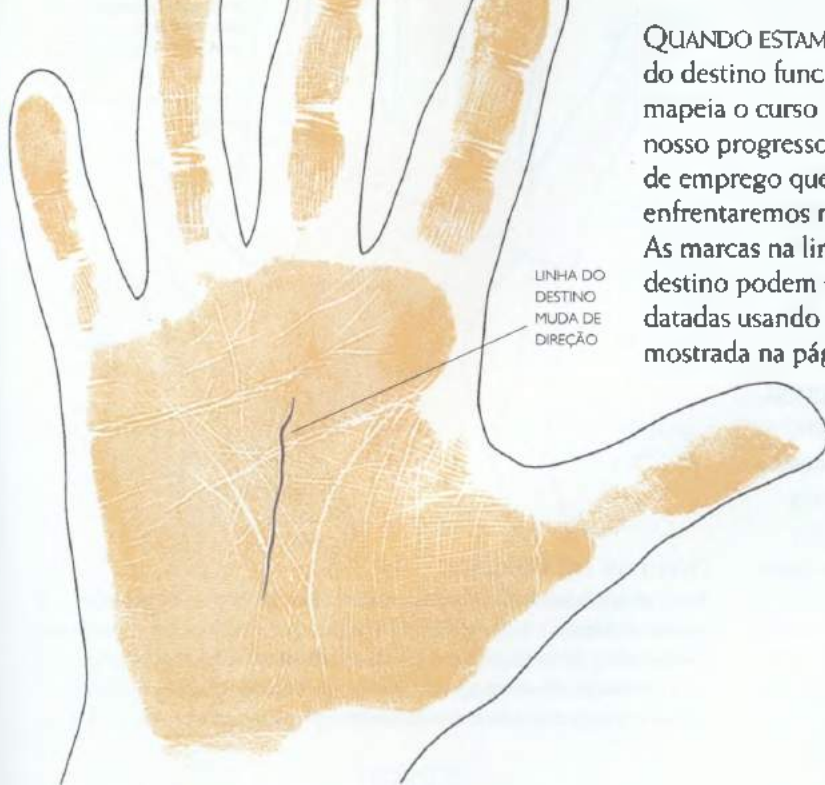 QUANDO ESTAM
do destino func
mapeia o curso
nosso progresso
de emprego que
enfrentaremos
As marcas na lin
destino podem
datadas usando
mostrada na pág
LINHA DO
DESTINO
MUDA DE
DIREÇÃO